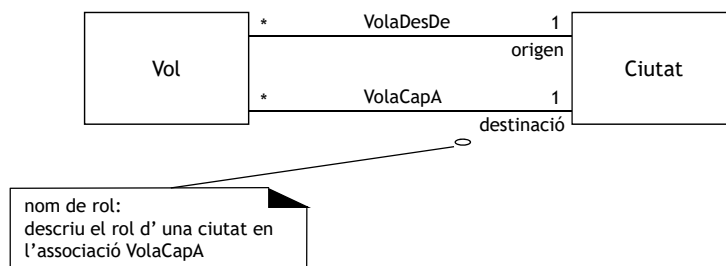 * VolaDesDe 1
origen
Vol
Ciutat
* VolaCapA 1
destinació
nom de rol:
descriu el rol d’ una ciutat en
l’associació VolaCapA